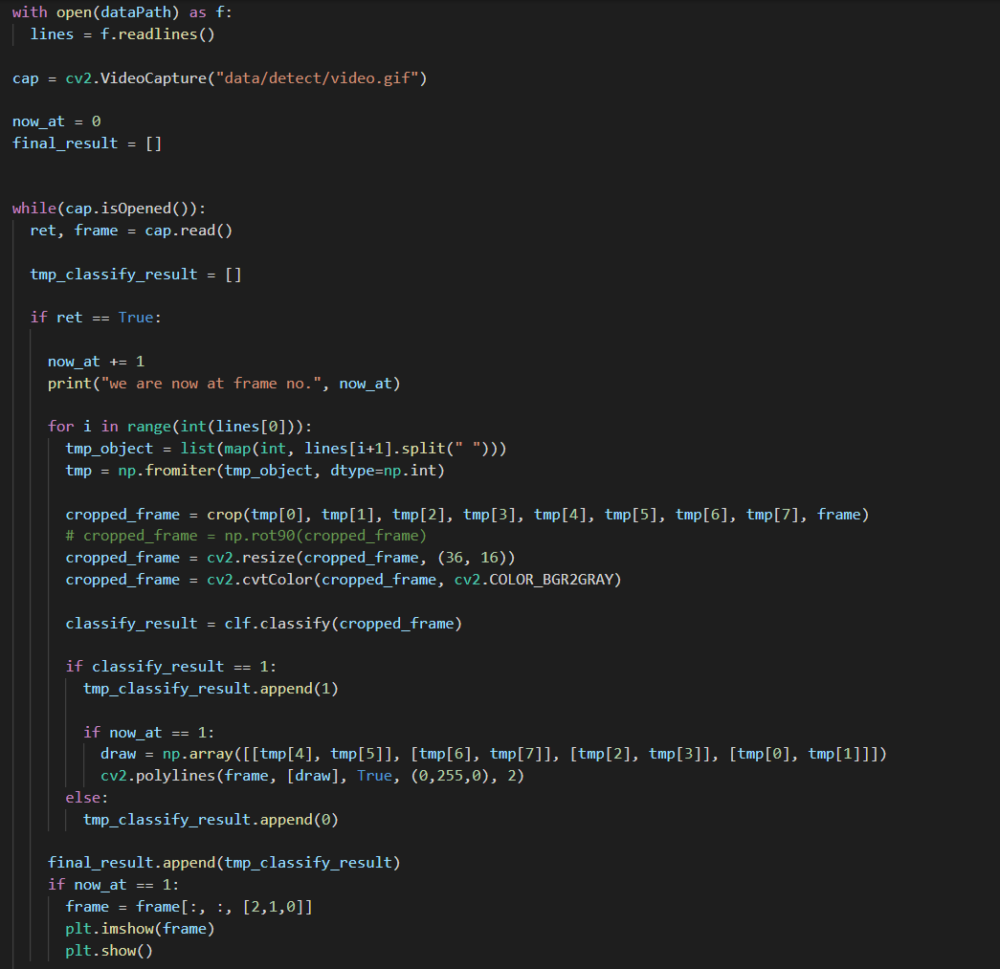 with open(dataPath) as f:
  lines = f.readlines()

cap = cv2.VideoCapture("data/detect/video.gif")

now_at = 0
final_result = []


while(cap.isOpened()):
  ret, frame = cap.read()

  tmp_classify_result = []

  if ret == True:

    now_at += 1
    print("we are now at frame no.", now_at)

    for i in range(int(lines[0])):
      tmp_object = list(map(int, lines[i+1].split(" ")))
      tmp = np.fromiter(tmp_object, dtype=np.int)

      cropped_frame = crop(tmp[0], tmp[1], tmp[2], tmp[3], tmp[4], tmp[5], tmp[6], tmp[7], frame)
      # cropped_frame = np.rot90(cropped_frame)
      cropped_frame = cv2.resize(cropped_frame, (36, 16))
      cropped_frame = cv2.cvtColor(cropped_frame, cv2.COLOR_BGR2GRAY)

      classify_result = clf.classify(cropped_frame)

      if classify_result == 1:
        tmp_classify_result.append(1)

        if now_at == 1:
          draw = np.array([[tmp[4], tmp[5]], [tmp[6], tmp[7]], [tmp[2], tmp[3]], [tmp[0], tmp[1]]])
          cv2.polylines(frame, [draw], True, (0,255,0), 2)
      else:
        tmp_classify_result.append(0)

    final_result.append(tmp_classify_result)
    if now_at == 1:
      frame = frame[:, :, [2,1,0]]
      plt.imshow(frame)
      plt.show()